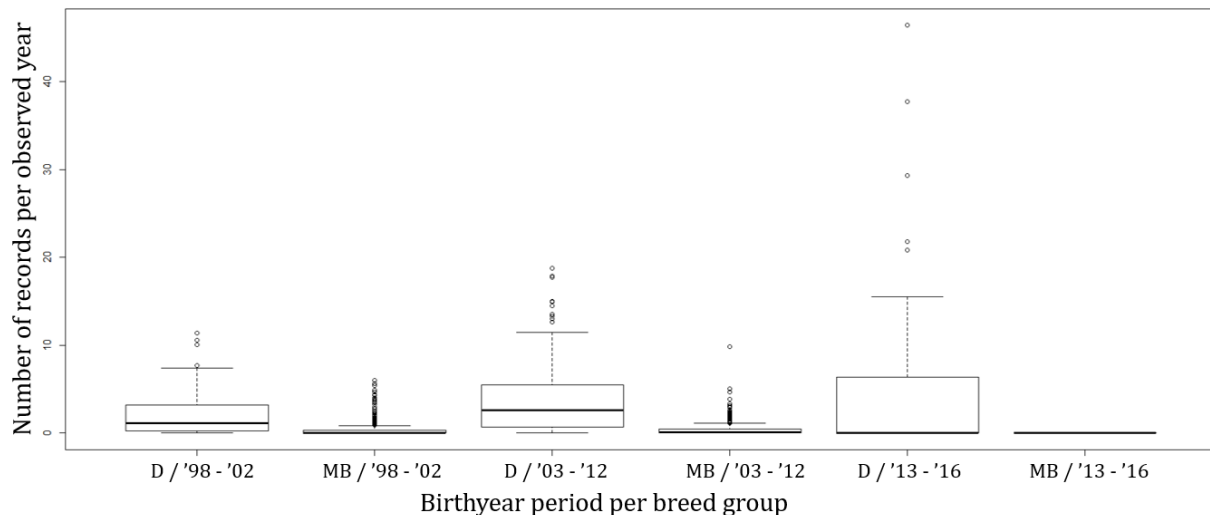 Number of records per observed year
40
30
20
10
0
D / ’98 - ’02 MB / ’98 - ’02 D / ’03 - ’12 MB / ’03 - ’12 D / ’13 - ’16 MB / ’13 - ’16
Birthyear period per breed group